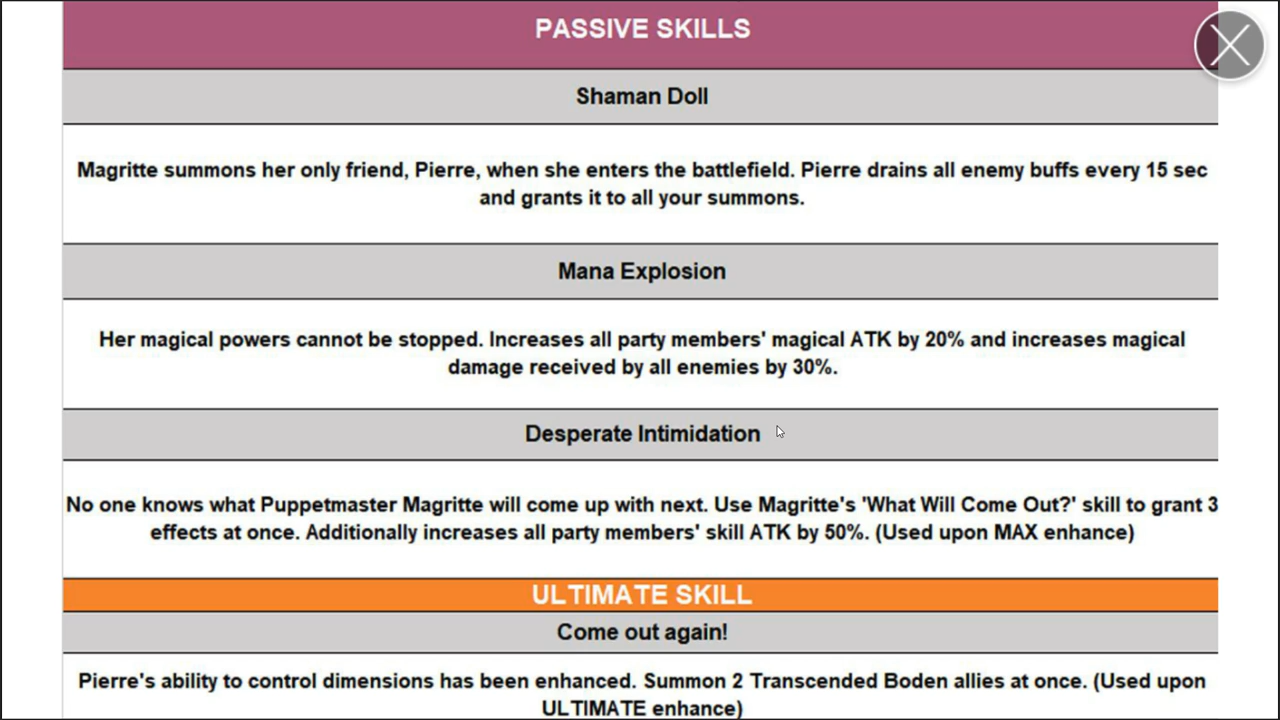 PASSIVE SKILLS
Shaman Doll
Magritte summons her only friend, Pierre, when she enters the battlefield. Pierre drains all enemy buffs every 15 sec
and grants it to all your summons.
Mana Explosion
Her magical powers cannot be stopped. Increases all party members' magical ATK by 20% and increases magical
damage received by all enemies by 30%.
Desperate Intimidation
No one knows what Puppetmaster Magritte will come up with next. Use Magritte's 'What Will Come Out?' skill to grant 3
effects at once. Additionally increases all party members' skill ATK by 50%. (Used upon MAX enhance)
ULTIMATE SKILL
Come out again!
Pierre's ability to control dimensions has been enhanced. Summon 2 Transcended Boden allies at once. (Used upon
ULTIMATE enhance)